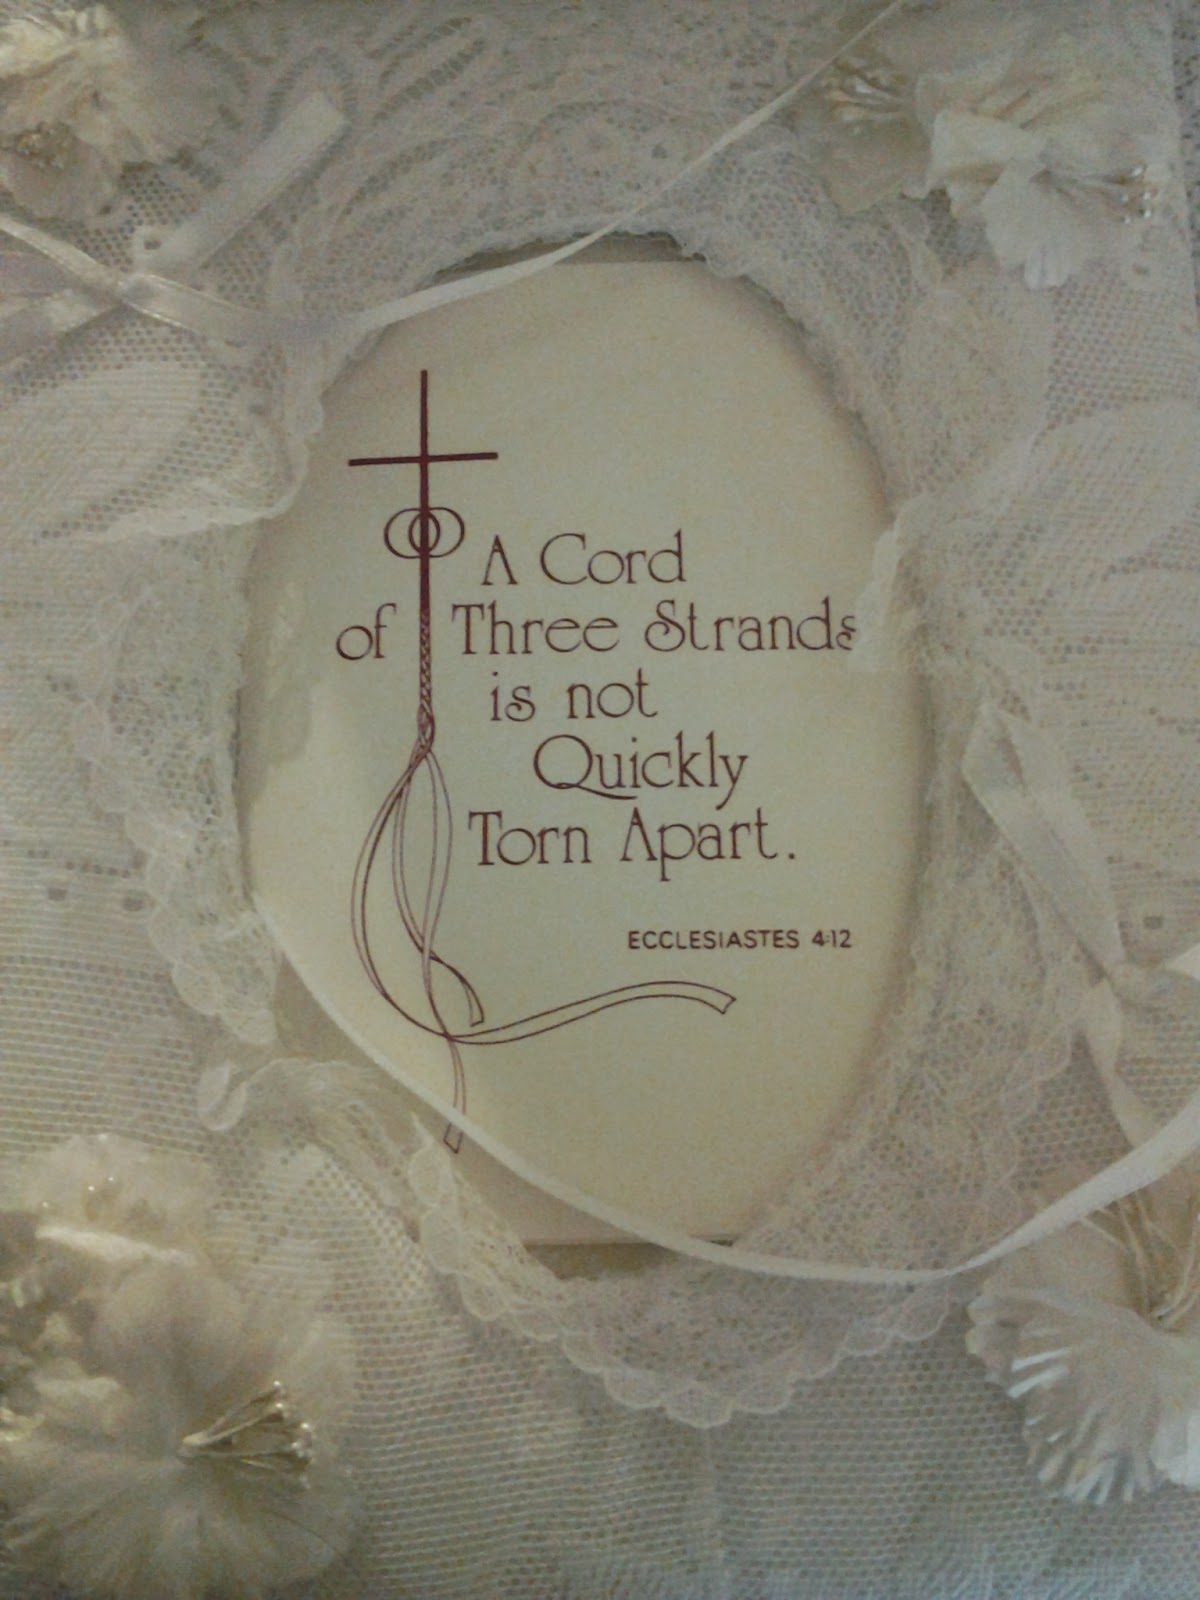 A Cord
of Three Strands
is not
Quickly
Torn Apart.
ECCLESIASTES 4:12